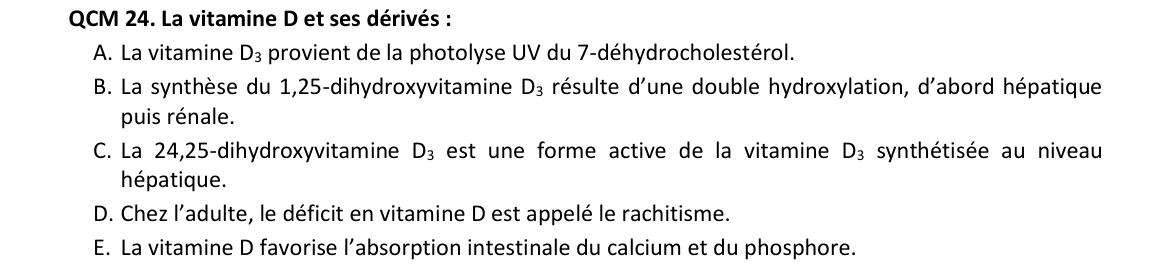 QCM 24. La vitamine D et ses dérivés :
A. La vitamine D₃ provient de la photolyse UV du 7-déhydrocholestérol.
B. La synthèse du 1,25-dihydroxyvitamine D₃ résulte d’une double hydroxylation, d’abord hépatique
puis rénale.
C. La 24,25-dihydroxyvitamine D₃ est une forme active de la vitamine D₃ synthétisée au niveau
hépatique.
D. Chez l’adulte, le déficit en vitamine D est appelé le rachitisme.
E. La vitamine D favorise l’absorption intestinale du calcium et du phosphore.